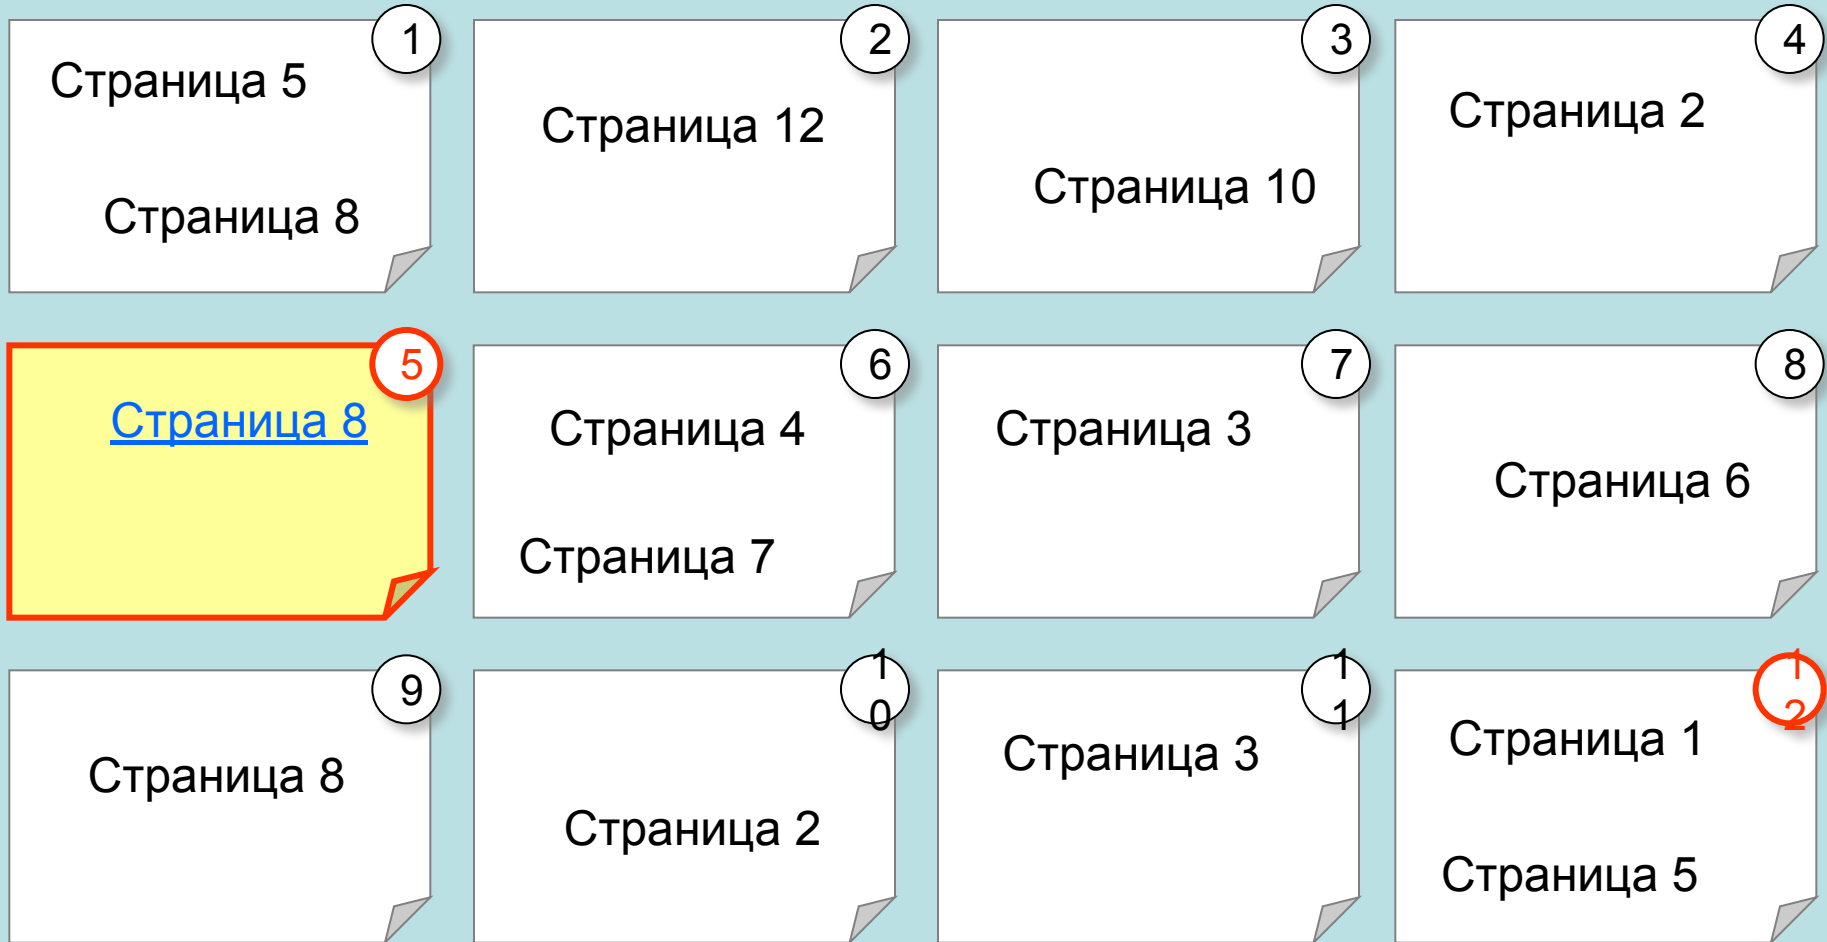 1
Страница 5
Страница 8
2
Страница 12
3
Страница 10
4
Страница 2
5
Страница 8
6
Страница 4
Страница 7
7
Страница 3
8
Страница 6
9
Страница 8
10
Страница 2
11
Страница 3
12
Страница 1
Страница 5